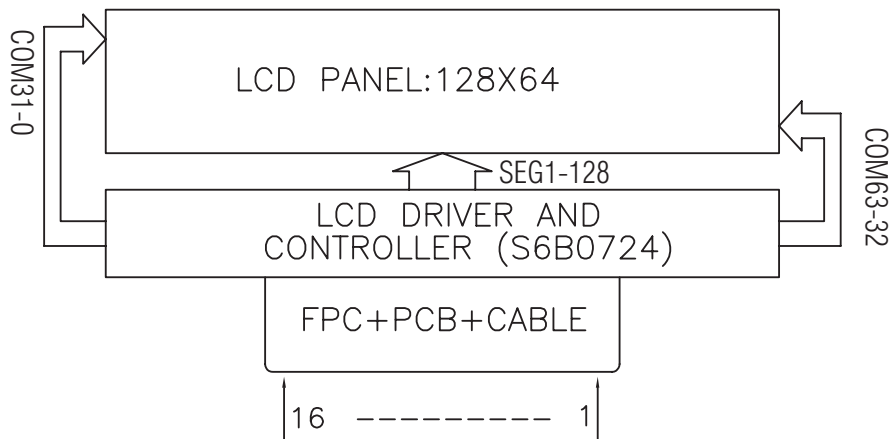 COM31-0
LCD PANEL:128X64
SEG1-128
COM63-32
LCD DRIVER AND
CONTROLLER (S6B0724)
FPC+PCB+CABLE
16 --------- 1